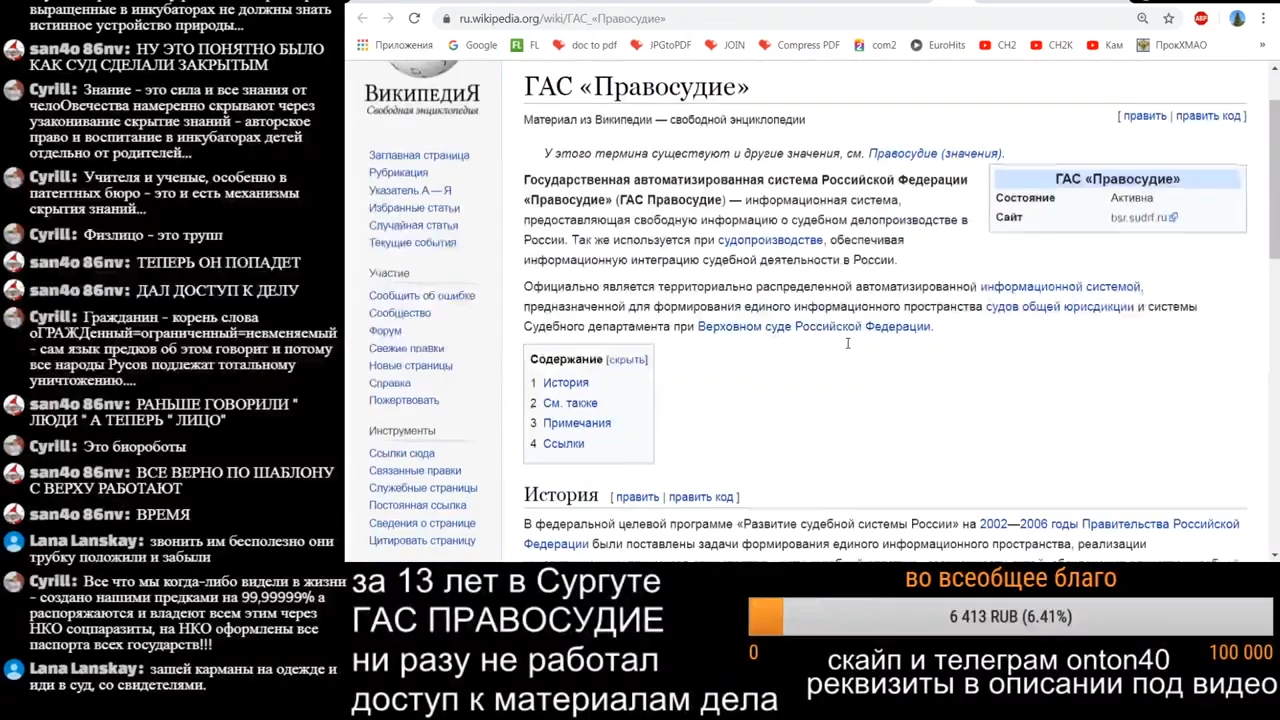 выращенные в инкубаторах не должны знать
истинное устройство природы...
san4o 86nv: НУ ЭТО ПОНЯТНО БЫЛО
КАК СУД СДЕЛАЛИ ЗАКРЫТЫМ
Cyrill: Знание - это сила и все знания от
челоОвечества намеренно скрывают через
узаконивание скрытие знаний - авторское
право и воспитание в инкубаторах детей
отдельно от родителей...
Cyrill: Учителя и ученые, особенно в
патентных бюро - это и есть механизмы
скрытия знаний...
Cyrill: Физлицо - это трупп
san4o 86nv: ТЕПЕРЬ ОН ПОПАДЕТ
san4o 86nv: ДАЛ ДОСТУП К ДЕЛУ
Cyrill: Гражданин - корень слова
оГРАЖДенный=ограниченный=невменяемый
- сам язык предков об этом говорит и потому
все народы Русов подлежат тотальному
уничтожению....
san4o 86nv: РАНЬШЕ ГОВОРИЛИ "
ЛЮДИ " А ТЕПЕРЬ " ЛИЦО"
Cyrill: Это биороботы
san4o 86nv: ВСЕ ВЕРНО ПО ШАБЛОНУ
С ВЕРХУ РАБОТАЮТ
san4o 86nv: ВРЕМЯ
Lana Lanskay: звонить им бесполезно они
трубку положили и забыли
Cyrill: Все что мы когда-либо видели в жизни
- создано нашими предками на 99,99999% а
распоряжаются и владеют всем этим через
НКО соцпаразиты, на НКО оформлены все
паспорта всех государств!!!
Lana Lanskay: зашей карманы на одежде и
иди в суд, со свидетелями.
ru.wikipedia.org/wiki/ГАС_«Правосудие»
Приложения Google FL doc to pdf JPGtoPDF JOIN Compress PDF com2 EuroHits CH2 CH2K Кам ПрокХМАО »
ВИКИПЕДИЯ
Свободная энциклопедия
Заглавная страница
Рубрикация
Указатель А — Я
Избранные статьи
Случайная статья
Текущие события
Участие
Сообщить об ошибке
Сообщество
Форум
Свежие правки
Новые страницы
Справка
Пожертвовать
Инструменты
Ссылки сюда
Связанные правки
Служебные страницы
Постоянная ссылка
Сведения о странице
Цитировать страницу
ГАС «Правосудие»
Материал из Википедии — свободной энциклопедии
[ править | править код ]
У этого термина существуют и другие значения, см. Правосудие (значения).
Государственная автоматизированная система Российской Федерации
«Правосудие» (ГАС Правосудие) — информационная система,
предоставляющая свободную информацию о судебном делопроизводстве в
России. Так же используется при судопроизводстве, обеспечивая
информационную интеграцию судебной деятельности в России.
ГАС «Правосудие»
Состояние Активна
Сайт bsr.sudrf.ru
Официально является территориально распределенной автоматизированной информационной системой,
предназначенной для формирования единого информационного пространства судов общей юрисдикции и системы
Судебного департамента при Верховном суде Российской Федерации.
Содержание [скрыть]
1 История
2 См. также
3 Примечания
4 Ссылки
История [ править | править код ]
В федеральной целевой программе «Развитие судебной системы России» на 2002—2006 годы Правительства Российской
Федерации были поставлены задачи формирования единого информационного пространства, реализации
за 13 лет в Сургуте
ГАС ПРАВОСУДИЕ
ни разу не работал
доступ к материалам дела
во всеобщее благо
6 413 RUB (6.41%)
0 100 000
скайп и телеграм onton40
реквизиты в описании под видео